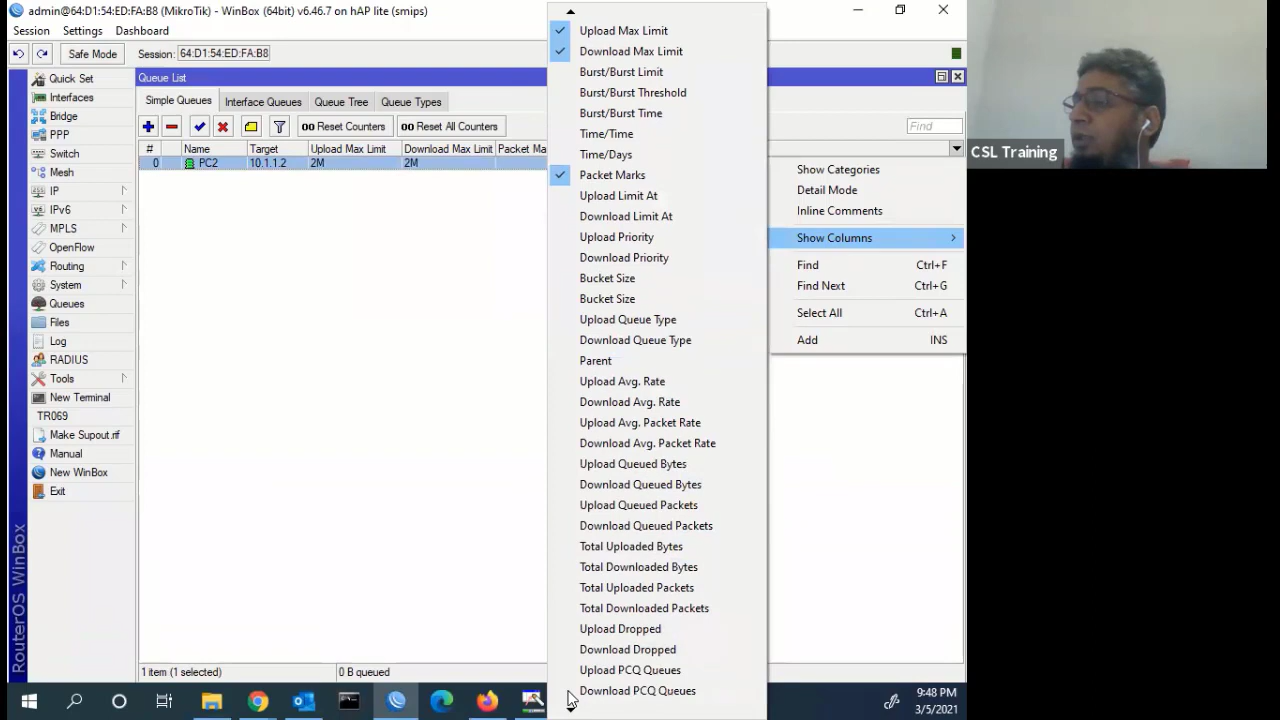 admin@64:D1:54:ED:FA:B8 (MikroTik) - WinBox (64bit) v6.46.7 on hAP lite (smips)
Session Settings Dashboard
Safe Mode Session: 64:D1:54:ED:FA:B8
Queue List
Simple Queues Interface Queues Queue Tree Queue Types
00 Reset Counters 00 Reset All Counters Find
# Name Target Upload Max Limit Download Max Limit Packet Ma
0 PC2 10.1.1.2 2M 2M
Quick Set
Interfaces
Bridge
PPP
Switch
Mesh
IP
IPv6
MPLS
OpenFlow
Routing
System
Queues
Files
Log
RADIUS
Tools
New Terminal
TR069
Make Supout.rif
Manual
New WinBox
Exit
RouterOS WinBox
Upload Max Limit
Download Max Limit
Burst/Burst Limit
Burst/Burst Threshold
Burst/Burst Time
Time/Time
Time/Days
Packet Marks
Upload Limit At
Download Limit At
Upload Priority
Download Priority
Bucket Size
Bucket Size
Upload Queue Type
Download Queue Type
Parent
Upload Avg. Rate
Download Avg. Rate
Upload Avg. Packet Rate
Download Avg. Packet Rate
Upload Queued Bytes
Download Queued Bytes
Upload Queued Packets
Download Queued Packets
Total Uploaded Bytes
Total Downloaded Bytes
Total Uploaded Packets
Total Downloaded Packets
Upload Dropped
Download Dropped
Upload PCQ Queues
Download PCQ Queues
Show Categories
Detail Mode
Inline Comments
Show Columns
Find Ctrl+F
Find Next Ctrl+G
Select All Ctrl+A
Add INS
CSL Training
1 item (1 selected) 0 B queued
9:48 PM
3/5/2021